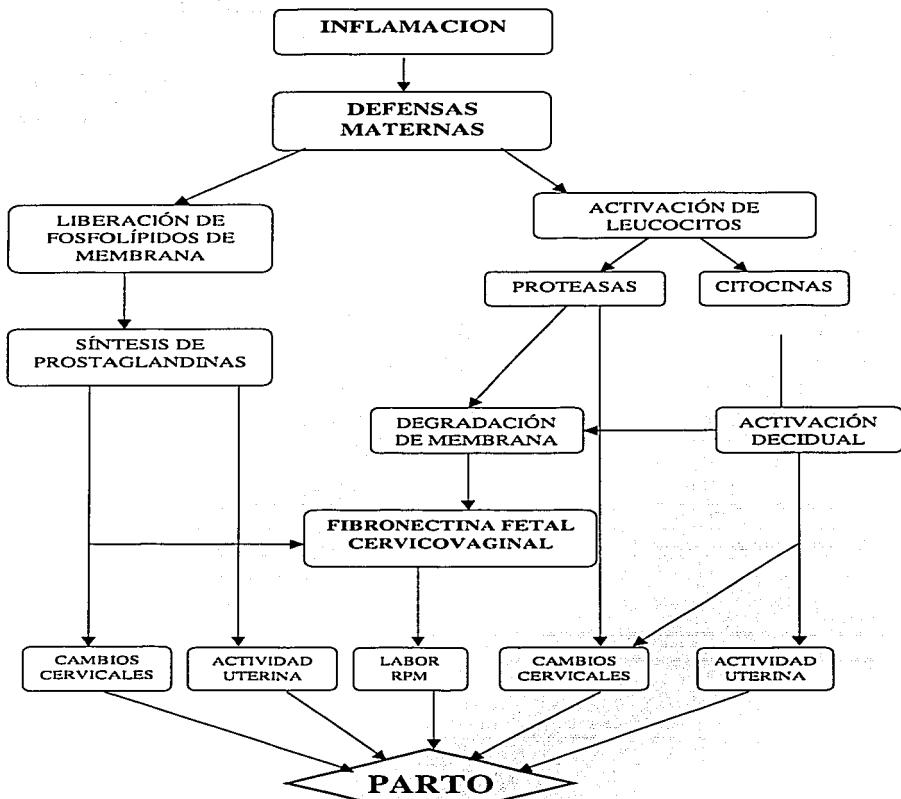 INFLAMACION
DEFENSAS
MATERNAS
LIBERACIÓN DE
FOSFOLÍPIDOS DE
MEMBRANA
ACTIVACIÓN DE
LEUCOCITOS
PROTEASAS
CITOCINAS
SÍNTESIS DE
PROSTAGLANDINAS
DEGRADACIÓN
DE MEMBRANA
ACTIVACIÓN
DECIDUAL
FIBRONECTINA FETAL
CERVICOVAGINAL
CAMBIOS
CERVICALES
ACTIVIDAD
UTERINA
LABOR
RPM
CAMBIOS
CERVICALES
ACTIVIDAD
UTERINA
PARTO